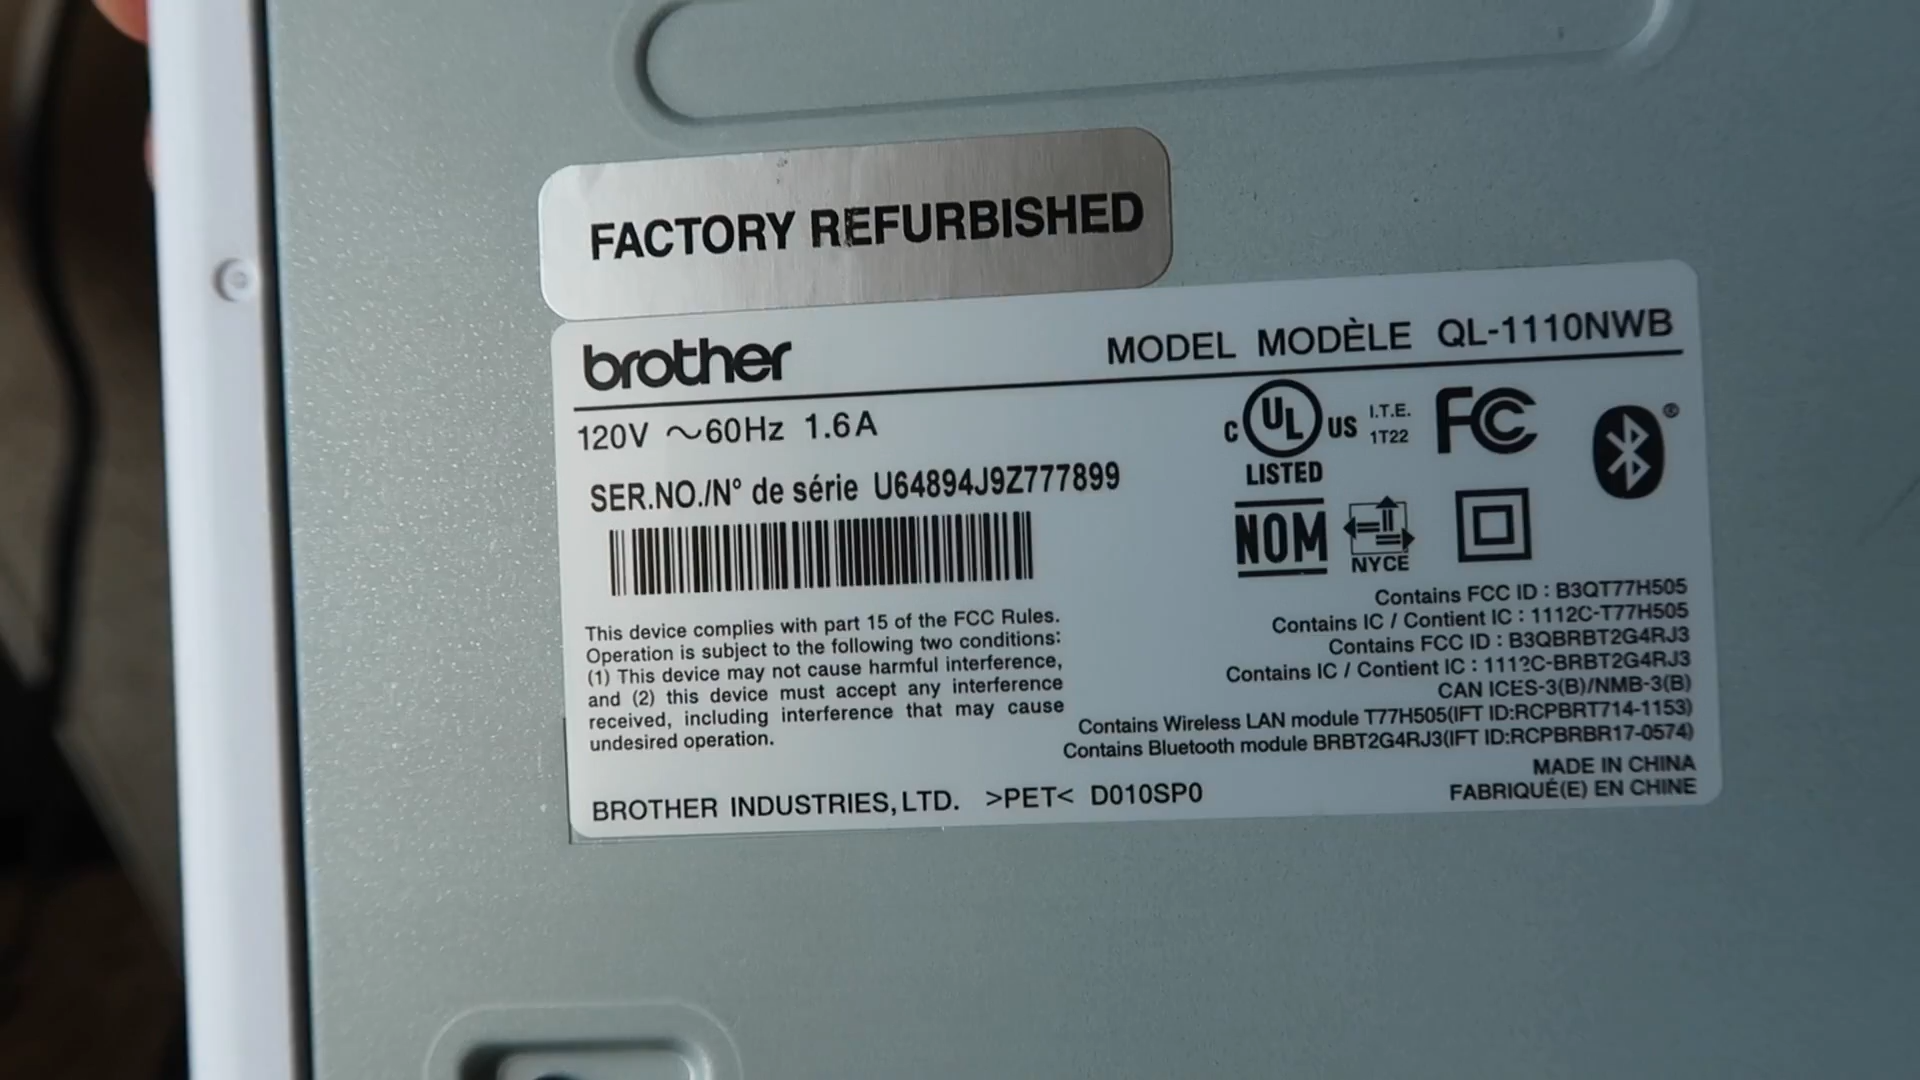 FACTORY REFURBISHED
brother
MODEL MODÈLE QL-1110NWB
120V ~60Hz 1.6A
SER.NO./N° de série U64894J9Z777899
This device complies with part 15 of the FCC Rules.
Operation is subject to the following two conditions:
(1) This device may not cause harmful interference,
and (2) this device must accept any interference
received, including interference that may cause
undesired operation.
BROTHER INDUSTRIES, LTD. >PET< D010SP0
C UL US I.T.E.
LISTED 1T22
FC
®
NOM
NYCE
Contains FCC ID : B3QT77H505
Contains IC / Contient IC : 1112C-T77H505
Contains FCC ID : B3QBRBT2G4RJ3
Contains IC / Contient IC : 1112C-BRBT2G4RJ3
CAN ICES-3(B)/NMB-3(B)
Contains Wireless LAN module T77H505(IFT ID:RCPBRT714-1153)
Contains Bluetooth module BRBT2G4RJ3(IFT ID:RCPBRBR17-0574)
MADE IN CHINA
FABRIQUÉ(E) EN CHINE